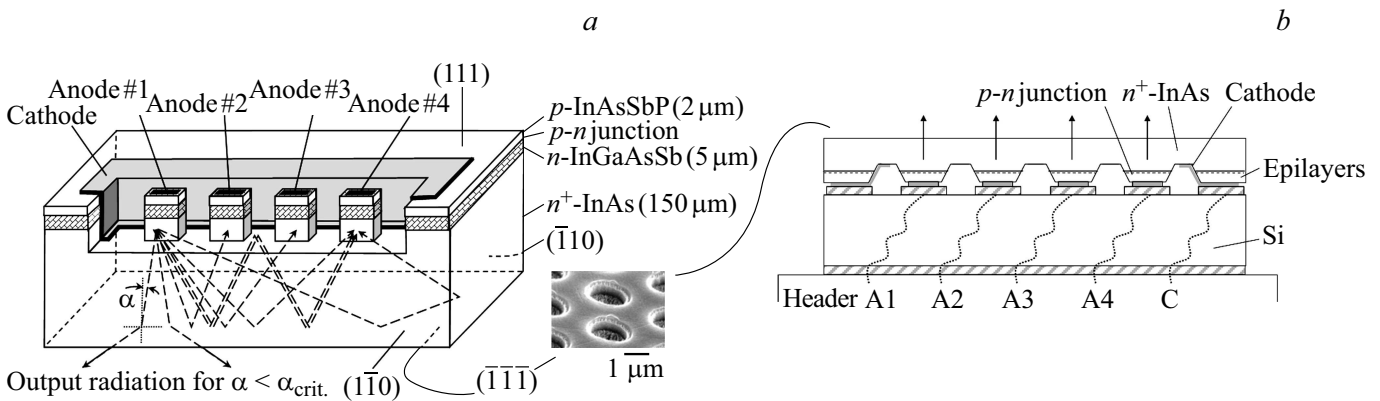 a
b
Anode #1
Anode #3
(111)
Cathode
Anode #2
Anode #4
p-InAsSbP (2 μm)
p-n junction
n-InGaAsSb (5 μm)
n⁺-InAs (150 μm)
(1̅10)
α
Output radiation for α < α_crit.
(11̅0)
(1̅1̅1̅)
1 μm
p-n junction
n⁺-InAs
Cathode
Epilayers
Si
Header A1 A2 A3 A4 C